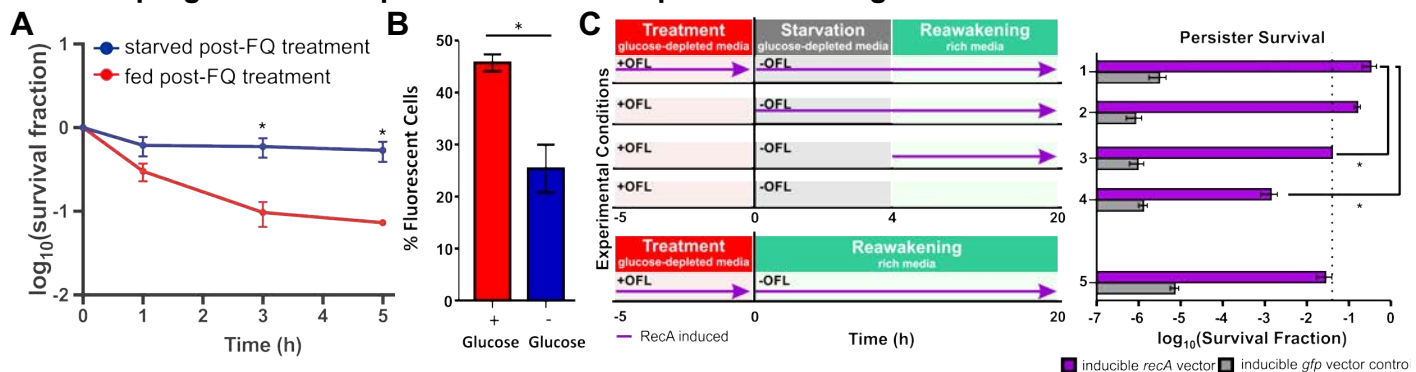 A
1
0
-1
-2
log10(survival fraction)
starved post-FQ treatment
fed post-FQ treatment
*
*
0 1 2 3 4 5
Time (h)
B
*
50
40
30
20
10
0
% Fluorescent Cells
+ -
Glucose Glucose
C
Experimental Conditions
Treatment Starvation Reawakening
glucose-depleted media glucose-depleted media rich media
+OFL -OFL
+OFL -OFL
+OFL -OFL
+OFL -OFL
-5 0 4 20
Treatment Reawakening
glucose-depleted media rich media
+OFL -OFL
-5 0 20
RecA induced
Time (h)
Persister Survival
1
2
3
4
5
*
*
-7 -6 -5 -4 -3 -2 -1 0
log10(Survival Fraction)
inducible recA vector inducible gfp vector control